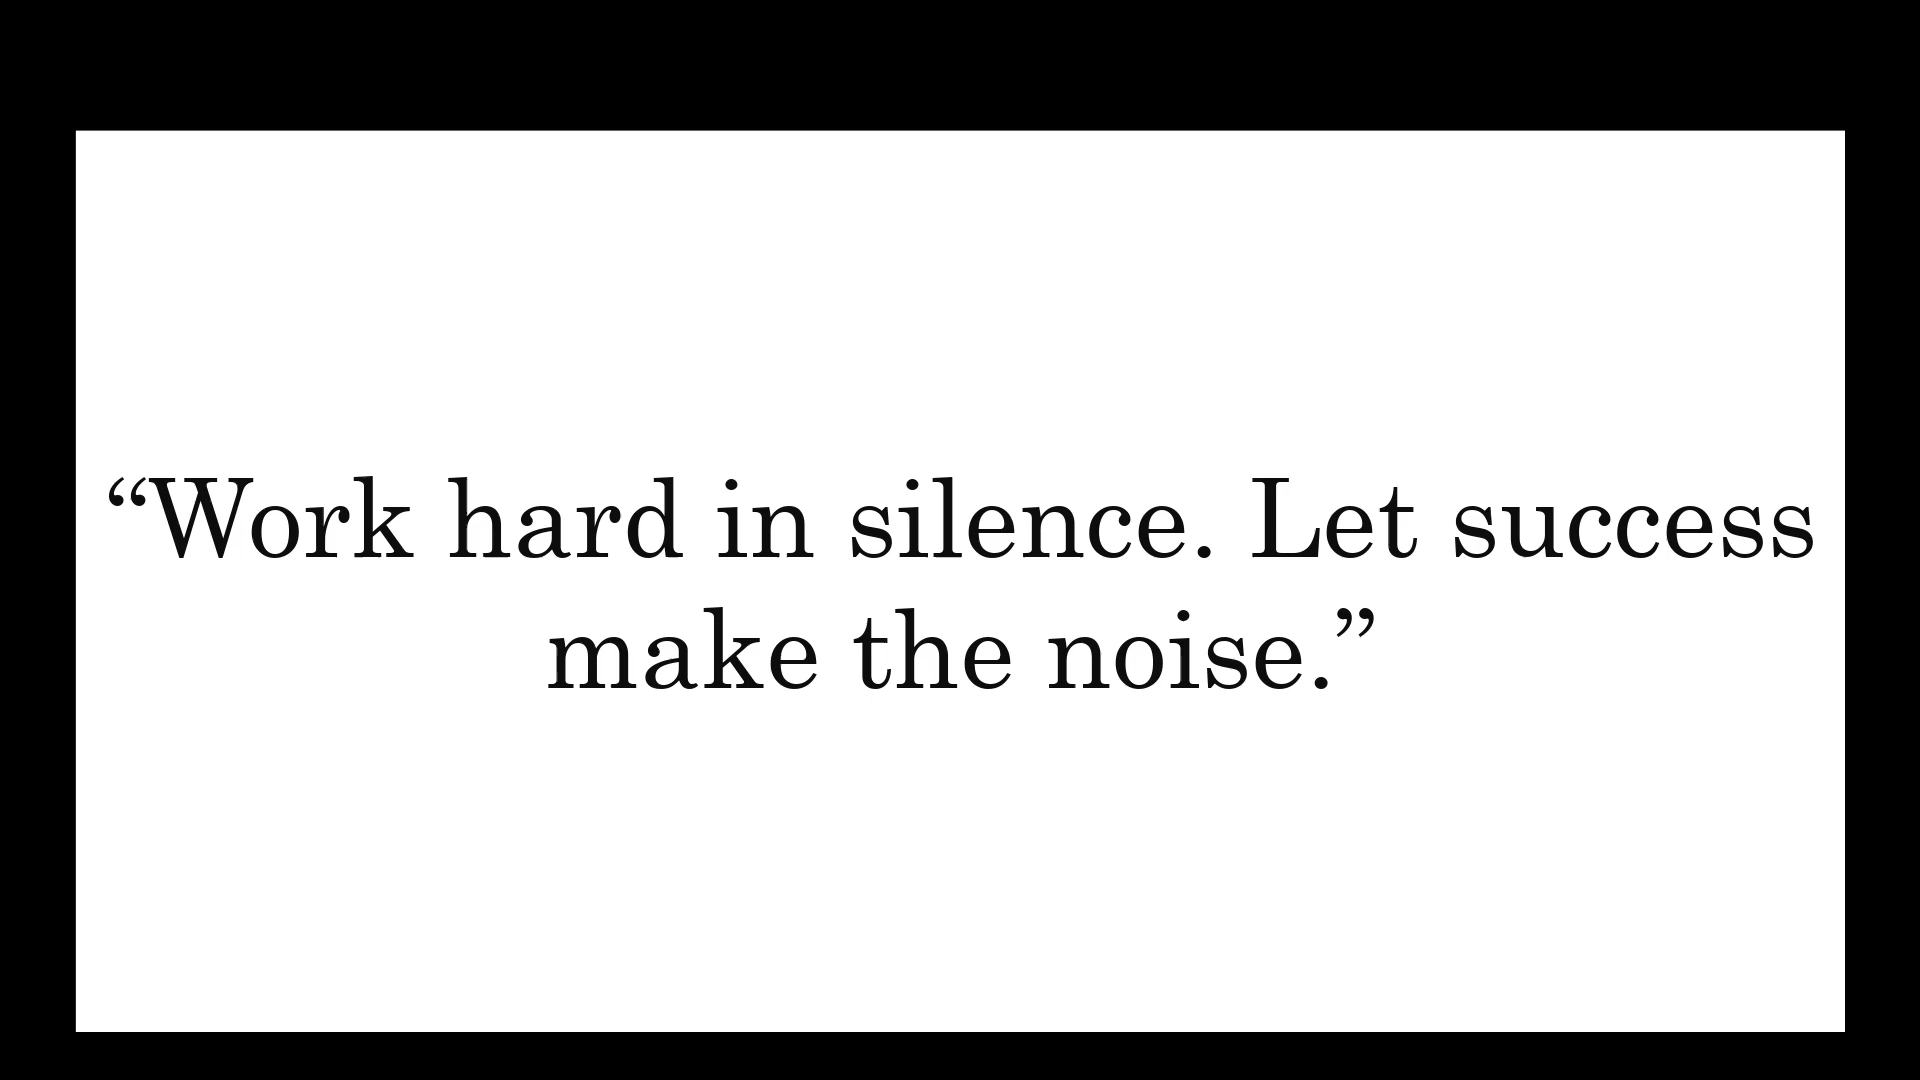 “Work hard in silence. Let success
make the noise.”